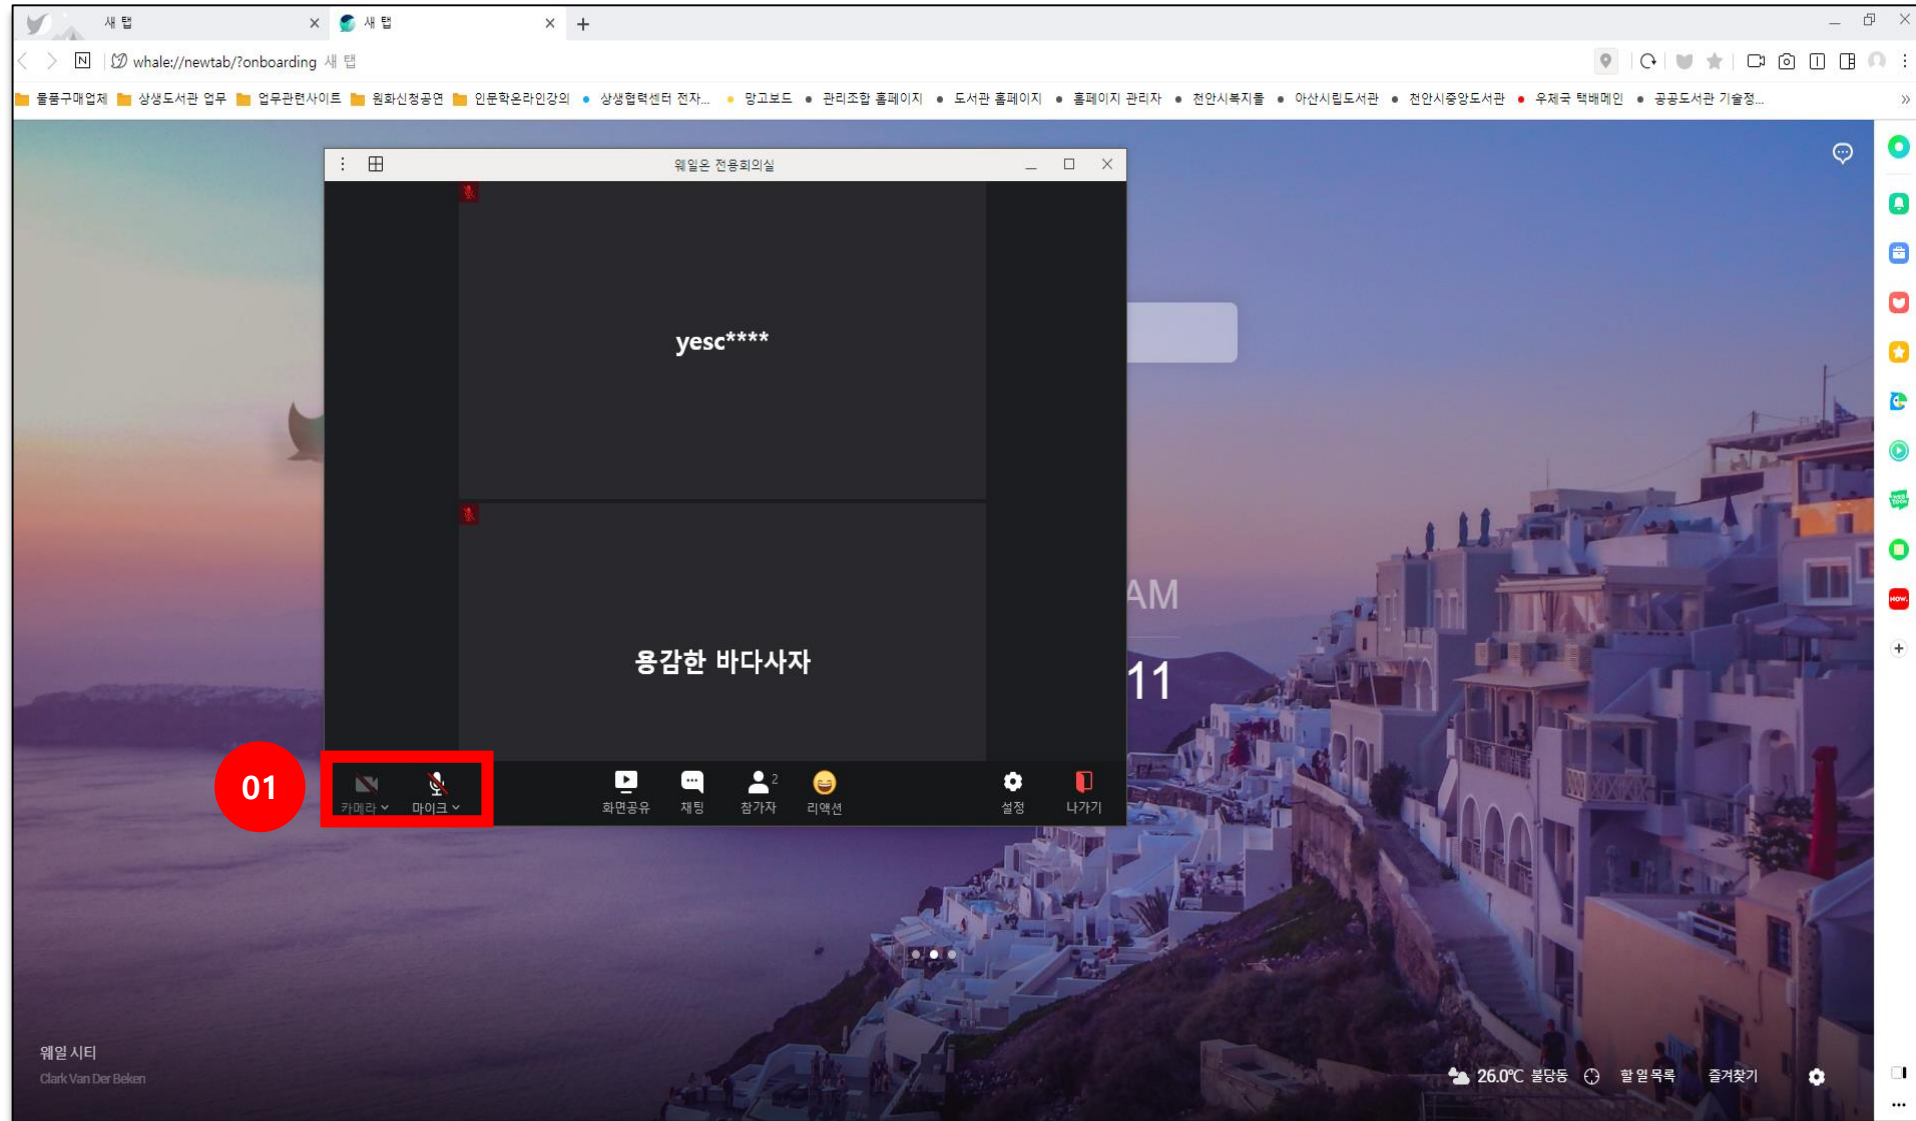 새 탭
새 탭
whale://newtab/?onboarding 새 탭
물품구매업체 상생도서관 업무 업무관련사이트 원화신청공연 인문학온라인강의 상생협력센터 전자... 망고보드 관리조합 홈페이지 도서관 홈페이지 홈페이지 관리자 천안시복지몰 아산시립도서관 천안시중앙도서관 우체국 택배메인 공공도서관 기술정...
웨일온 전용회의실
yesc****
용감한 바다사자
AM
11
01
카메라 마이크 화면공유 채팅 참가자 2 리액션 설정 나가기
WEB TOON
NOW.
웨일 시티
Clark Van Der Beken
26.0℃ 불당동 할 일 목록 즐겨찾기